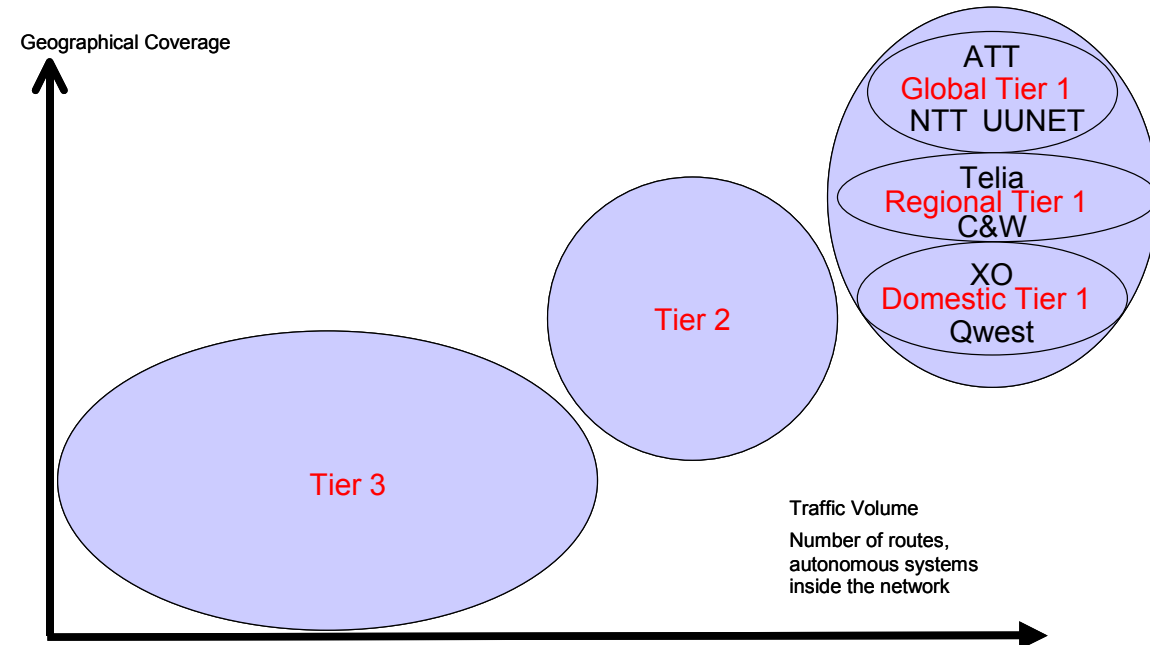 Geographical Coverage
ATT
Global Tier 1
NTT UUNET
Telia
Regional Tier 1
C&W
XO
Domestic Tier 1
Qwest
Tier 2
Tier 3
Traffic Volume
Number of routes,
autonomous systems
inside the network